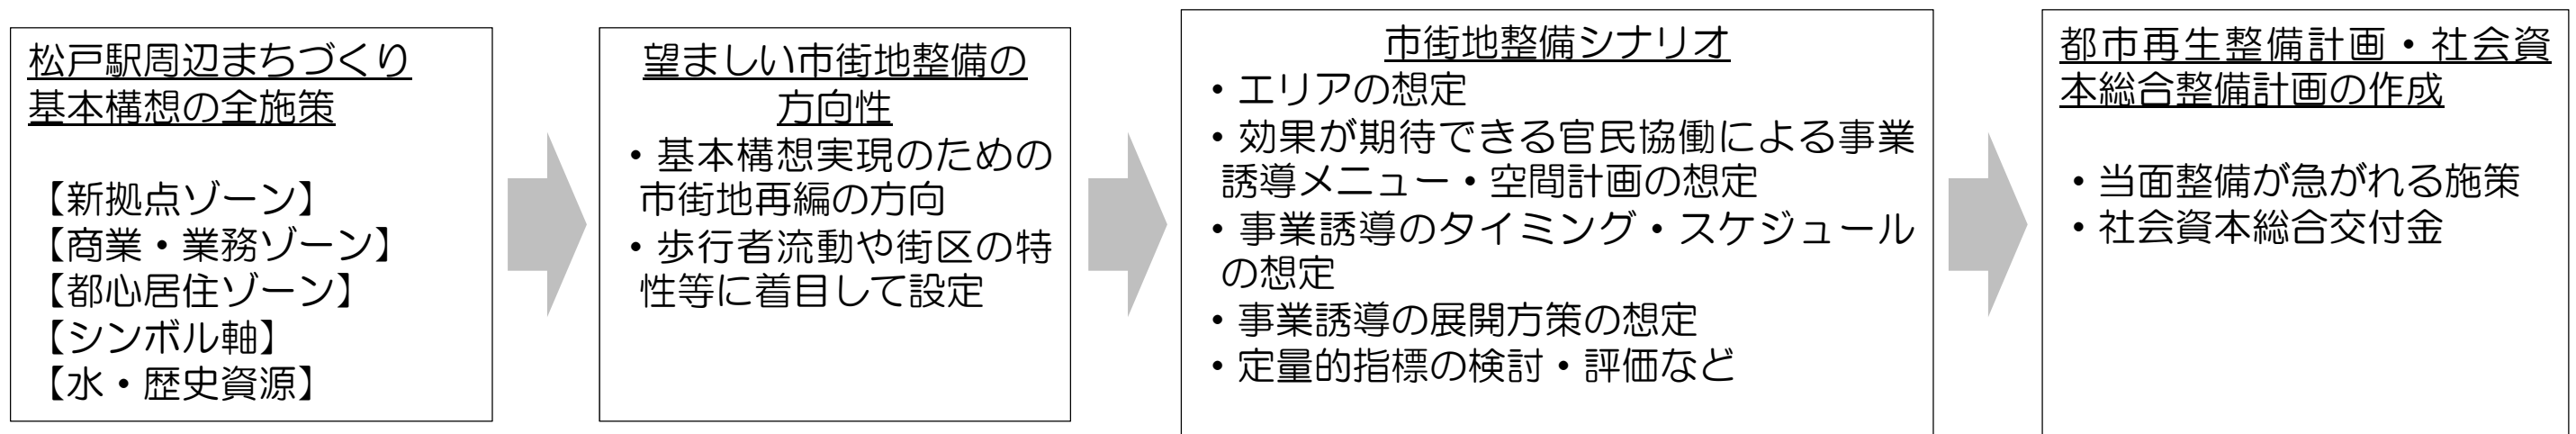 松戸駅周辺まちづくり
基本構想の全施策
【新拠点ゾーン】
【商業・業務ゾーン】
【都心居住ゾーン】
【シンボル軸】
【水・歴史資源】
望ましい市街地整備の
方向性
・基本構想実現のための
市街地再編の方向
・歩行者流動や街区の特
性等に着目して設定
市街地整備シナリオ
・エリアの想定
・効果が期待できる官民協働による事業
誘導メニュー・空間計画の想定
・事業誘導のタイミング・スケジュール
の想定
・事業誘導の展開方策の想定
・定量的指標の検討・評価など
都市再生整備計画・社会資
本総合整備計画の作成
・当面整備が急がれる施策
・社会資本総合交付金